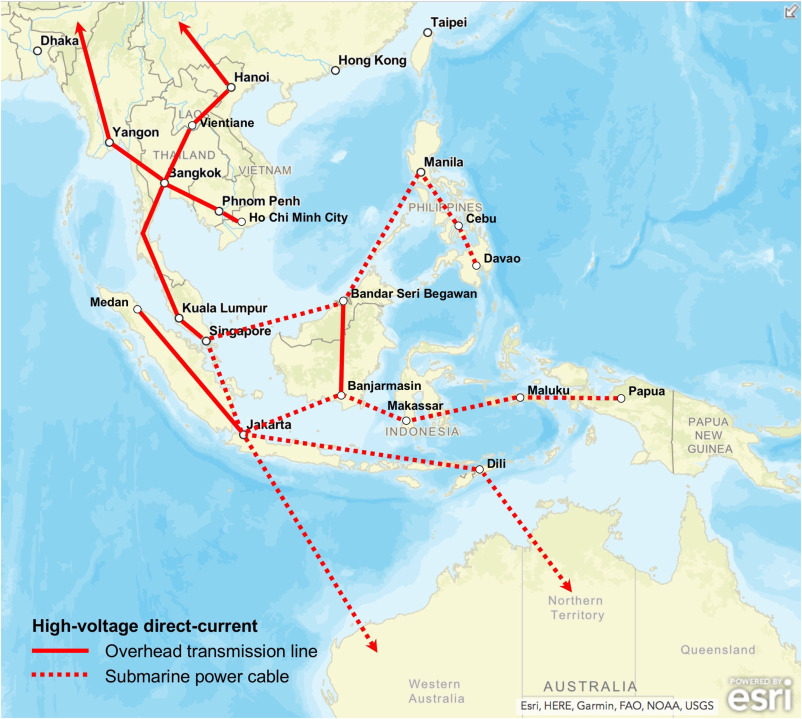 Taipei
Dhaka
Hong Kong
Hanoi
LAO
Vientiane
Yangon
THAILAND
Manila
VIETNAM
Bangkok
Phnom Penh
PHILIPPINES
Ho Chi Minh City
Cebu
Davao
Bandar Seri Begawan
Medan
Kuala Lumpur
Singapore
Banjarmasin
Maluku
Papua
Makassar
Jakarta
INDONESIA
PAPUA
NEW
GUINEA
Dili
Northern
Territory
High-voltage direct-current
Overhead transmission line
Submarine power cable
Queensland
Western
Australia
AUSTRALIA
POWERED BY
esri
Esri, HERE, Garmin, FAO, NOAA, USGS